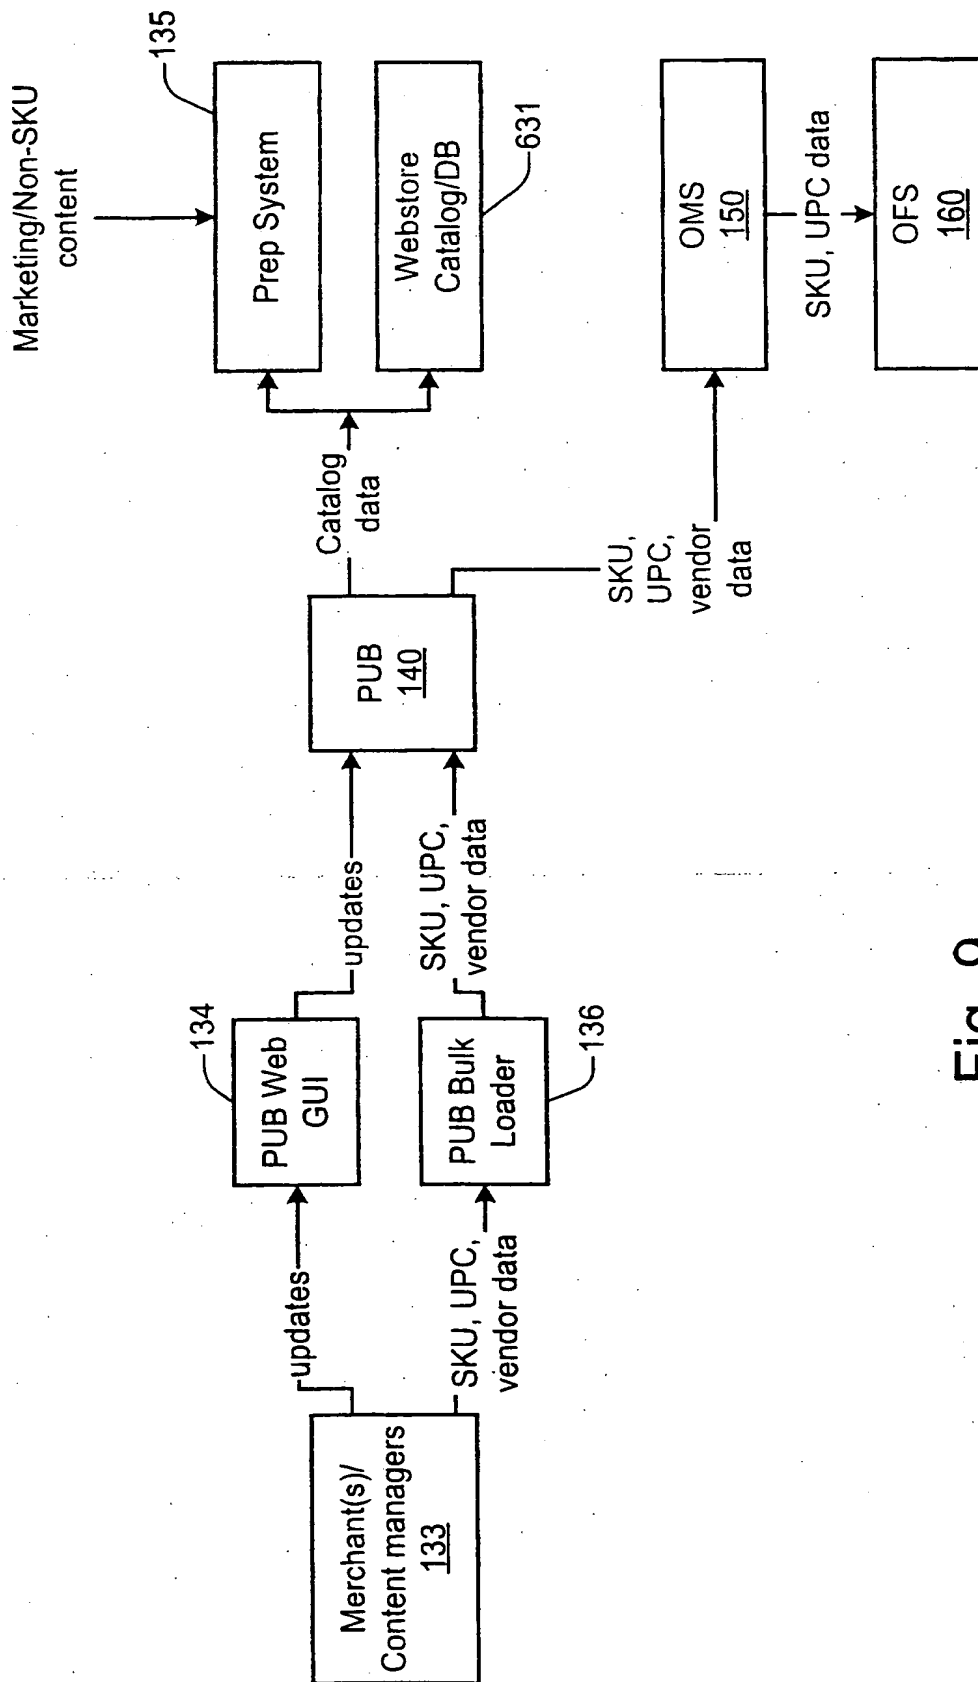 Marketing/Non-SKU
content
135
Prep System
Webstore
Catalog/DB
631
Catalog
data
OMS
150
SKU, UPC data
OFS
160
SKU,
UPC,
vendor
data
PUB
140
updates
SKU, UPC,
vendor data
134
PUB Web
GUI
PUB Bulk
Loader
136
updates
SKU, UPC,
vendor data
Merchant(s)/
Content managers
133
Fig.